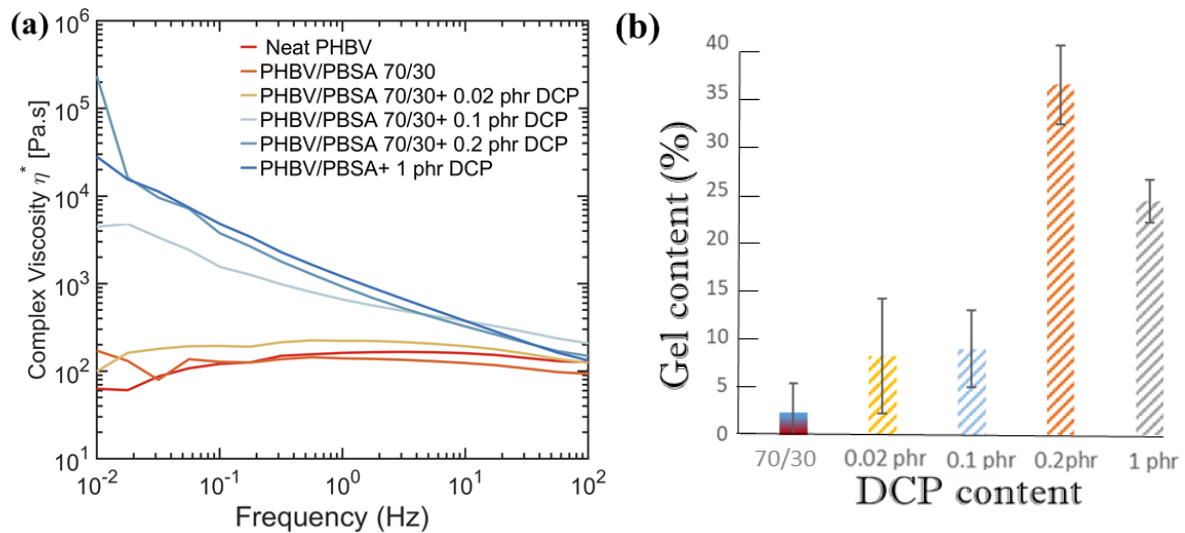 (a)
10^6
10^5
10^4
10^3
10^2
10^1
Complex Viscosity η* [Pa.s]
Neat PHBV
PHBV/PBSA 70/30
PHBV/PBSA 70/30+ 0.02 phr DCP
PHBV/PBSA 70/30+ 0.1 phr DCP
PHBV/PBSA 70/30+ 0.2 phr DCP
PHBV/PBSA+ 1 phr DCP
10^-2 10^-1 10^0 10^1 10^2
Frequency (Hz)
(b)
40
35
30
25
20
15
10
5
0
Gel content (%)
70/30 0.02 phr 0.1 phr 0.2phr 1 phr
DCP content